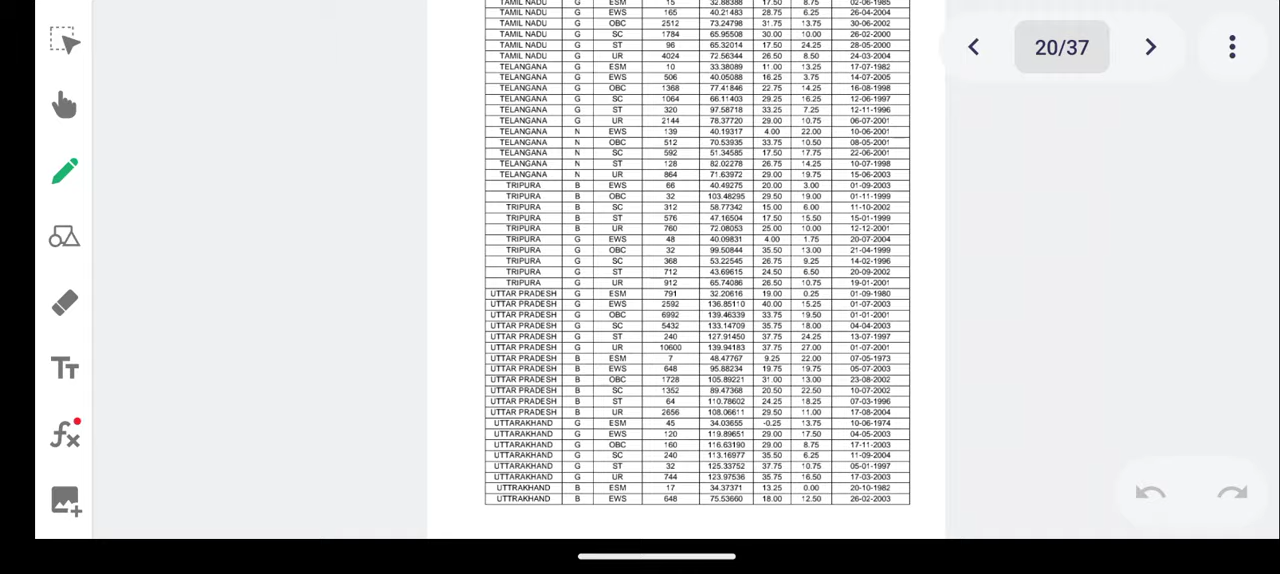 TAMIL NADU G ESM 15 32.88388 17.50 8.75 02-06-1985
TAMIL NADU G EWS 165 40.21483 28.75 6.25 26-04-2004
TAMIL NADU G OBC 2512 73.24798 31.75 13.75 30-06-2002
TAMIL NADU G SC 1784 65.95508 30.00 10.00 26-02-2000
TAMIL NADU G ST 96 65.32014 17.50 24.25 28-05-2000
TAMIL NADU G UR 4024 72.56344 26.50 8.50 24-03-2004
TELANGANA G ESM 10 33.38089 11.00 13.25 17-07-1982
TELANGANA G EWS 506 40.05088 16.25 3.75 14-07-2005
TELANGANA G OBC 1368 77.41846 22.75 14.25 16-08-1998
TELANGANA G SC 1064 66.11403 29.25 16.25 12-06-1997
TELANGANA G ST 320 97.58718 33.25 7.25 12-11-1996
TELANGANA G UR 2144 78.37720 29.00 10.75 06-07-2001
TELANGANA N EWS 139 40.19317 4.00 22.00 10-06-2001
TELANGANA N OBC 512 70.53935 33.75 10.50 08-05-2001
TELANGANA N SC 592 51.34585 17.50 17.75 22-06-2001
TELANGANA N ST 128 82.02278 26.75 14.25 10-07-1998
TELANGANA N UR 864 71.63972 29.00 19.75 15-06-2003
TRIPURA B EWS 66 40.49275 20.00 3.00 01-09-2003
TRIPURA B OBC 32 103.48295 29.50 19.00 01-11-1999
TRIPURA B SC 312 58.77342 15.00 6.00 11-10-2002
TRIPURA B ST 576 47.16504 17.50 15.50 15-01-1999
TRIPURA B UR 760 72.08053 25.00 10.00 12-12-2001
TRIPURA G EWS 48 40.09831 4.00 1.75 20-07-2004
TRIPURA G OBC 32 99.50844 35.50 13.00 21-04-1999
TRIPURA G SC 368 53.22545 26.75 9.25 14-02-1996
TRIPURA G ST 712 43.69615 24.50 6.50 20-09-2002
TRIPURA G UR 912 65.74086 26.50 10.75 19-01-2001
UTTAR PRADESH G ESM 791 32.20616 19.00 0.25 01-09-1980
UTTAR PRADESH G EWS 2592 136.85110 40.00 15.25 01-07-2003
UTTAR PRADESH G OBC 6992 139.46339 33.75 19.50 01-01-2001
UTTAR PRADESH G SC 5432 133.14709 35.75 18.00 04-04-2003
UTTAR PRADESH G ST 240 127.91450 37.75 24.25 13-07-1997
UTTAR PRADESH G UR 10600 139.94183 37.75 27.00 01-07-2001
UTTAR PRADESH B ESM 7 48.47767 9.25 22.00 07-05-1973
UTTAR PRADESH B EWS 648 95.88234 19.75 19.75 05-07-2003
UTTAR PRADESH B OBC 1728 105.89221 31.00 13.00 23-08-2002
UTTAR PRADESH B SC 1352 89.47368 20.50 22.50 10-07-2002
UTTAR PRADESH B ST 64 110.78602 24.25 18.25 07-03-1996
UTTAR PRADESH B UR 2656 108.06611 29.50 11.00 17-08-2004
UTTARAKHAND G ESM 45 34.03655 -0.25 13.75 10-06-1974
UTTARAKHAND G EWS 120 119.89651 29.00 17.50 04-05-2003
UTTARAKHAND G OBC 160 116.63190 29.00 8.75 17-11-2003
UTTARAKHAND G SC 240 113.16977 35.50 6.25 11-09-2004
UTTARAKHAND G ST 32 125.33752 37.75 10.75 05-01-1997
UTTARAKHAND G UR 744 123.97536 35.75 16.50 17-03-2003
UTTRAKHAND B ESM 17 34.37371 13.25 0.00 20-10-1982
UTTRAKHAND B EWS 648 75.53660 18.00 12.50 26-02-2003
20/37
Tт
fx